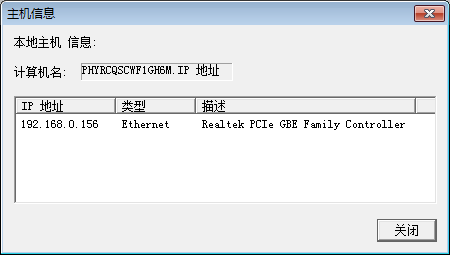 主机信息
本地主机 信息:
计算机名: PHYRCQSCWF1GH6M.IP 地址
IP 地址 类型 描述
192.168.0.156 Ethernet Realtek PCIe GBE Family Controller
关闭